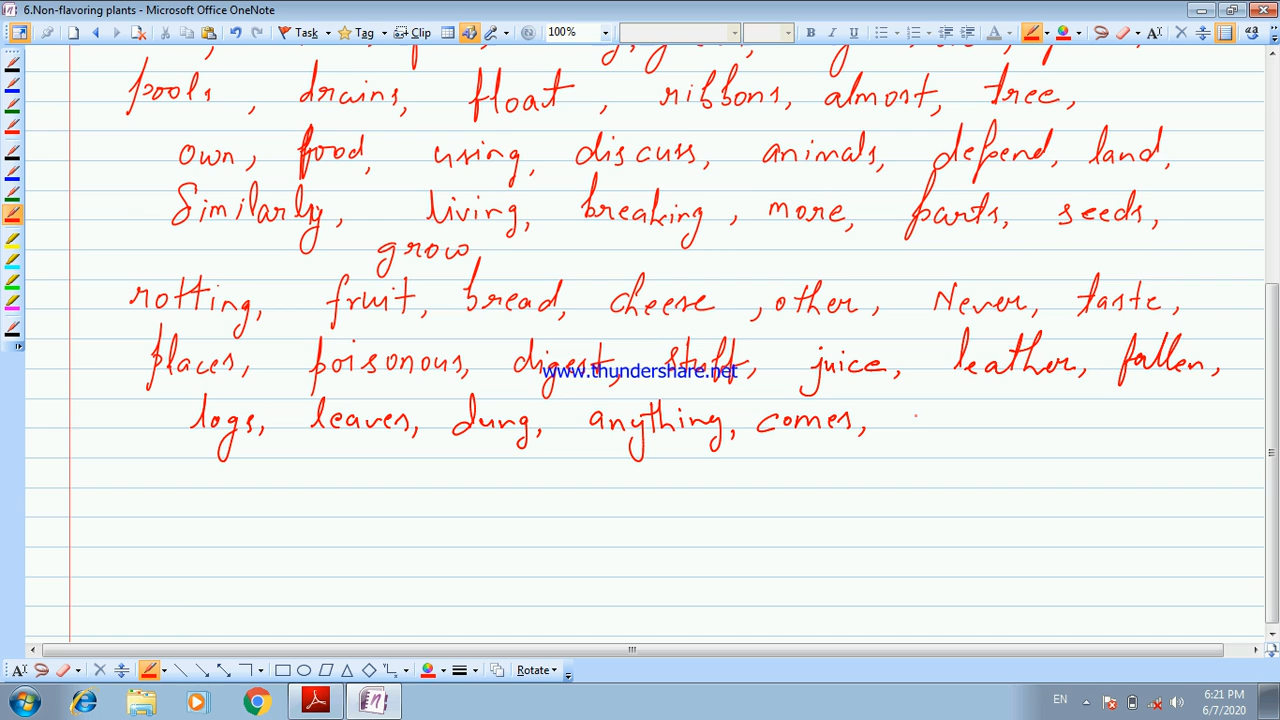 6.Non-flavoring plants - Microsoft Office OneNote
Task Tag Clip 100% B I U
pools, drains, float, ribbons, almost, tree,
own, food, using, discuss, animals, depend, land,
Similarly, living, breaking, more, parts, seeds,
grow,
rotting, fruit, bread, cheese, other, Never, taste,
places, poisonous, digest, stuff, juice, leather, fallen,
www.thundershare.net
logs, leaves, dung, anything, comes,
Rotate
EN 6:21 PM
6/7/2020